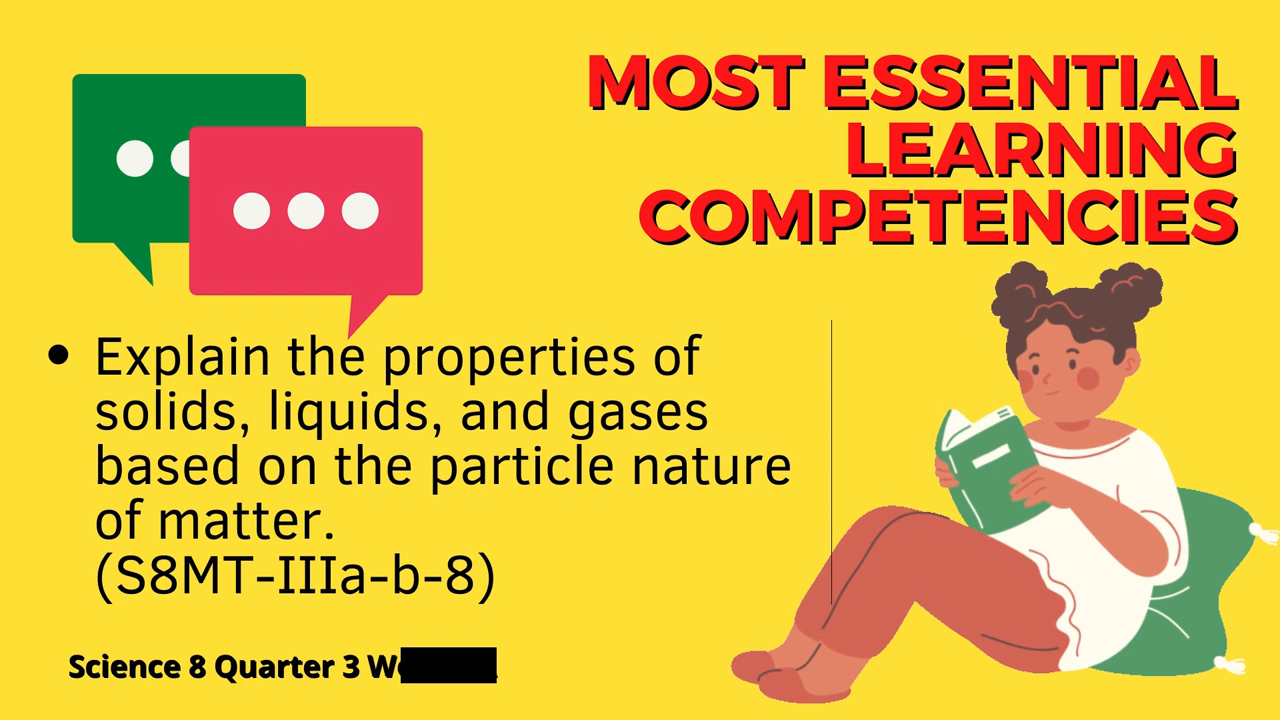 MOST ESSENTIAL
LEARNING
COMPETENCIES
• Explain the properties of
solids, liquids, and gases
based on the particle nature
of matter.
(S8MT-IIIa-b-8)
Science 8 Quarter 3